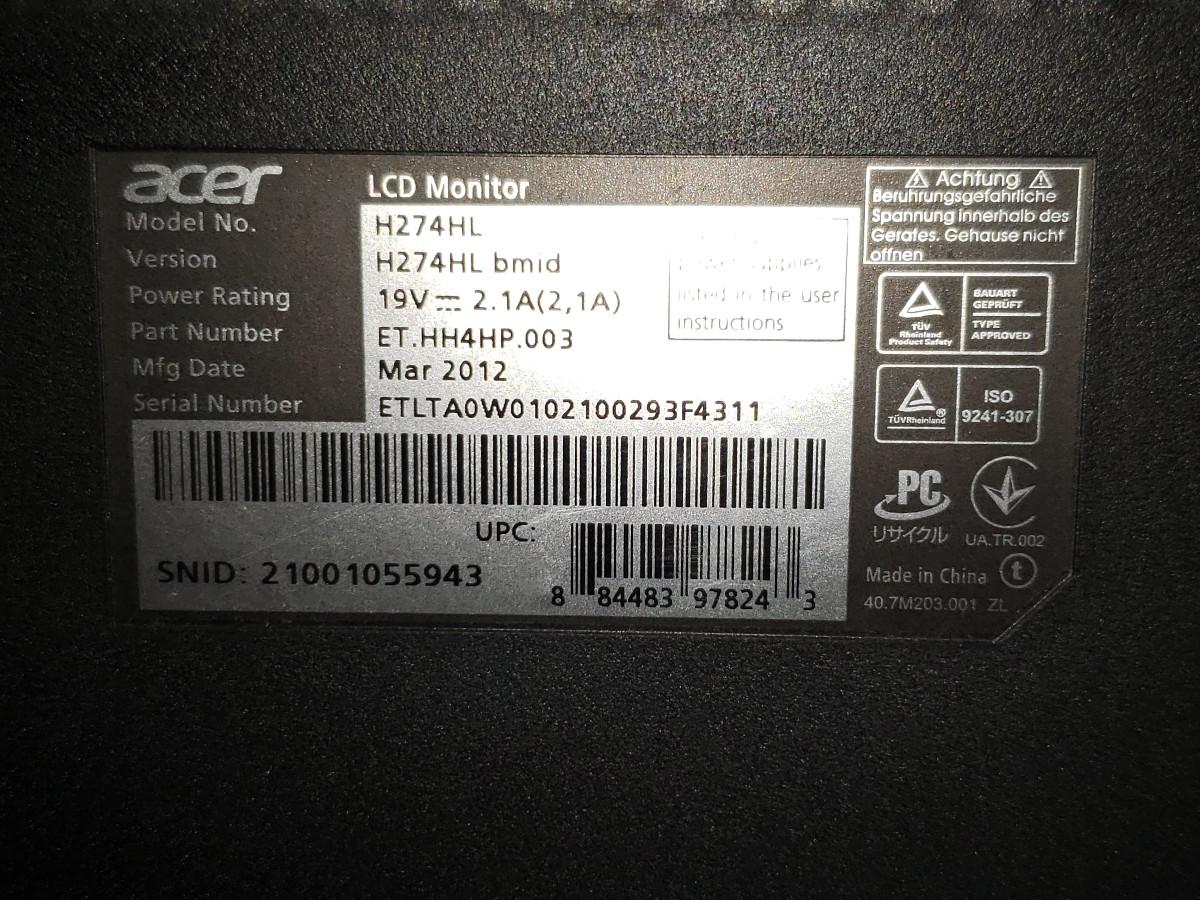 acer
LCD Monitor
Model No. H274HL
Version H274HL bmid
Power Rating 19V⎓ 2.1A(2,1A)
Part Number ET.HH4HP.003
Mfg Date Mar 2012
Serial Number ETLTA0W0102100293F4311
supplies
listed in the user
instructions
UPC:
SNID: 21001055943
8 84483 97824 3
⚠ Achtung ⚠
Beruhrungsgefahrliche
Spannung innerhalb des
Gerates. Gehause nicht
offnen
TÜV
Rheinland
Product Safety
BAUART
GEPRÜFT
TYPE
APPROVED
TÜVRheinland®
ISO
9241-307
PC
リサイクル
UA.TR.002
Made in China t
40.7M203.001 ZL